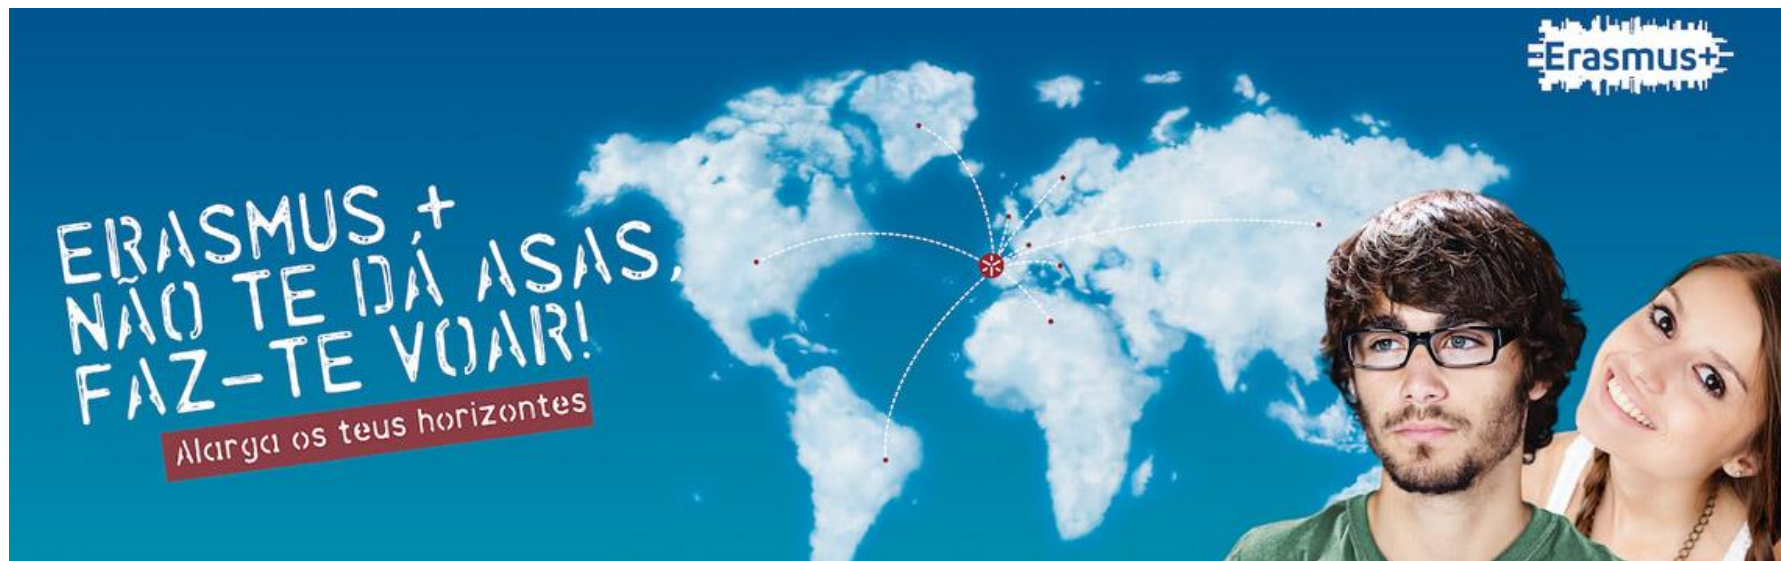 Erasmus+
ERASMUS +
NÃO TE DÁ ASAS,
FAZ-TE VOAR!
Alarga os teus horizontes